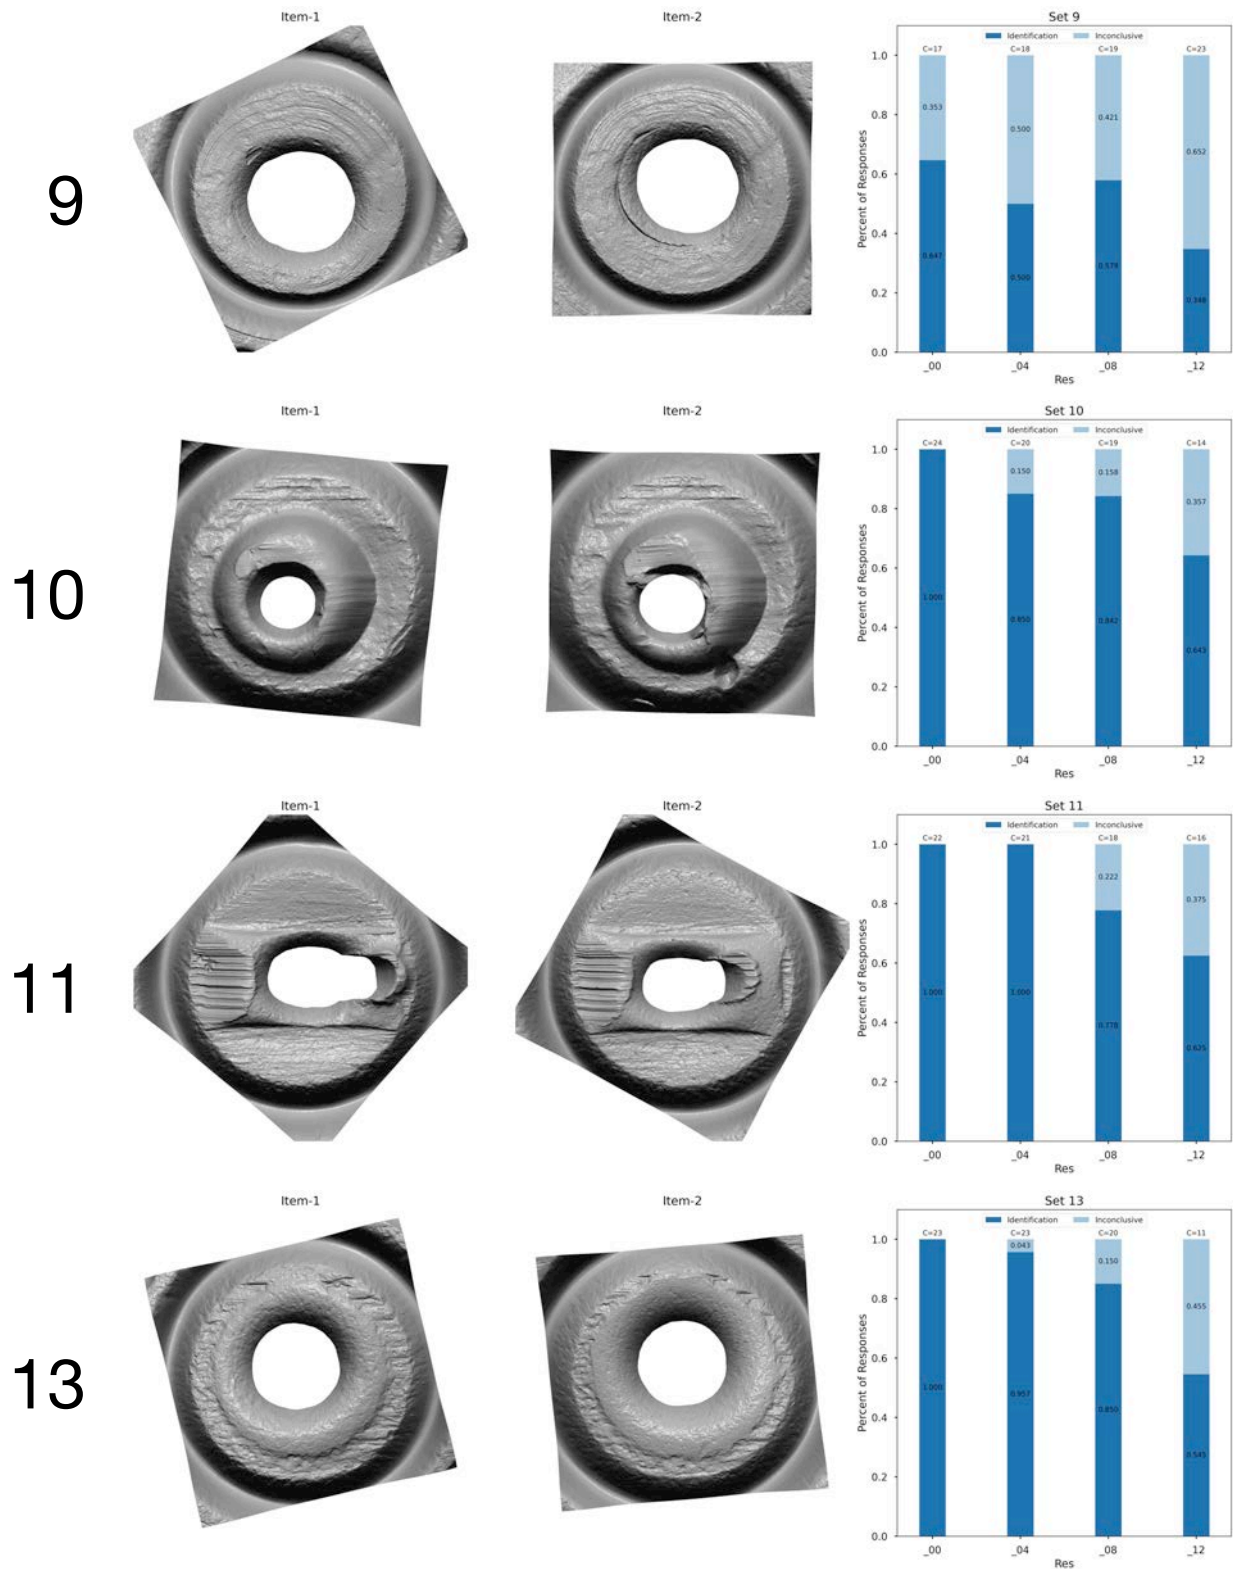 9
Item-1
Item-2
Set 9
Identification Inconclusive
C=17 C=18 C=19 C=23
1.0
0.8
0.6
0.4
0.2
0.0
0.353
0.500
0.421
0.652
0.647
0.500
0.579
0.348
Percent of Responses
_00 _04 _08 _12
Res
10
Item-1
Item-2
Set 10
Identification Inconclusive
C=24 C=20 C=19 C=14
1.0
0.8
0.6
0.4
0.2
0.0
0.150
0.158
0.357
1.000
0.850
0.842
0.643
Percent of Responses
_00 _04 _08 _12
Res
11
Item-1
Item-2
Set 11
Identification Inconclusive
C=22 C=21 C=18 C=16
1.0
0.8
0.6
0.4
0.2
0.0
0.222
0.375
1.000
1.000
0.778
0.625
Percent of Responses
_00 _04 _08 _12
Res
13
Item-1
Item-2
Set 13
Identification Inconclusive
C=23 C=23 C=20 C=11
1.0
0.8
0.6
0.4
0.2
0.0
0.043
0.150
0.455
1.000
0.957
0.850
0.545
Percent of Responses
_00 _04 _08 _12
Res